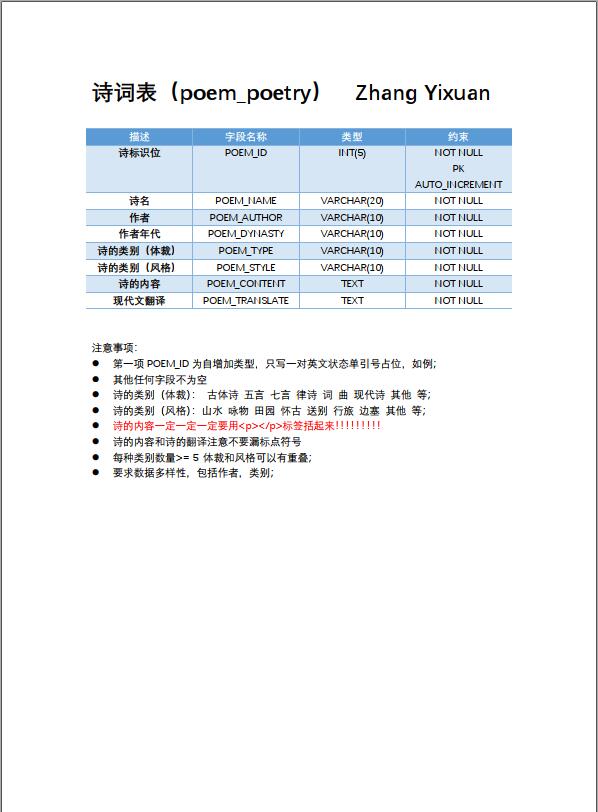 诗词表（poem_poetry） Zhang Yixuan
描述 字段名称 类型 约束
诗标识位 POEM_ID INT(5) NOT NULL
PK
AUTO_INCREMENT
诗名 POEM_NAME VARCHAR(20) NOT NULL
作者 POEM_AUTHOR VARCHAR(10) NOT NULL
作者年代 POEM_DYNASTY VARCHAR(10) NOT NULL
诗的类别（体裁） POEM_TYPE VARCHAR(10) NOT NULL
诗的类别（风格） POEM_STYLE VARCHAR(10) NOT NULL
诗的内容 POEM_CONTENT TEXT NOT NULL
现代文翻译 POEM_TRANSLATE TEXT NOT NULL
注意事项：
● 第一项 POEM_ID 为自增加类型，只写一对英文状态单引号占位，如例；
● 其他任何字段不为空
● 诗的类别（体裁）： 古体诗 五言 七言 律诗 词 曲 现代诗 其他 等；
● 诗的类别（风格）：山水 咏物 田园 怀古 送别 行旅 边塞 其他 等；
● 诗的内容一定一定一定要用<p></p>标签括起来！！！！！！！！！
● 诗的内容和诗的翻译注意不要漏标点符号
● 每种类别数量>= 5 体裁和风格可以有重叠；
● 要求数据多样性，包括作者，类别；